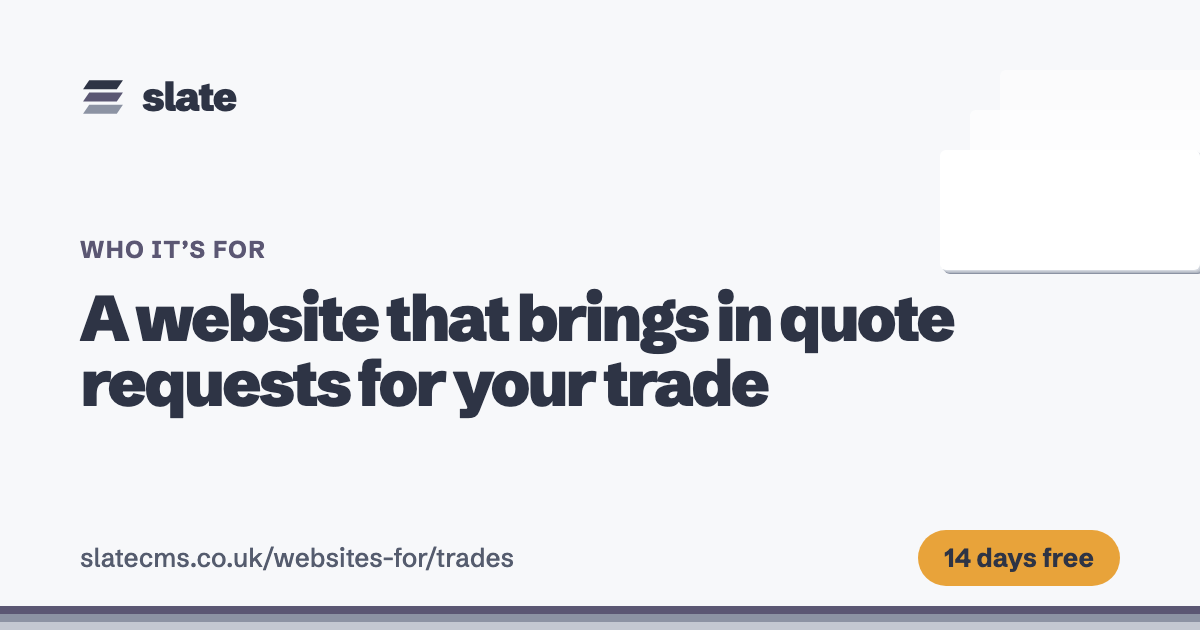 slate
WHO IT’S FOR
A website that brings in quote
requests for your trade
slatecms.co.uk/websites-for/trades
14 days free